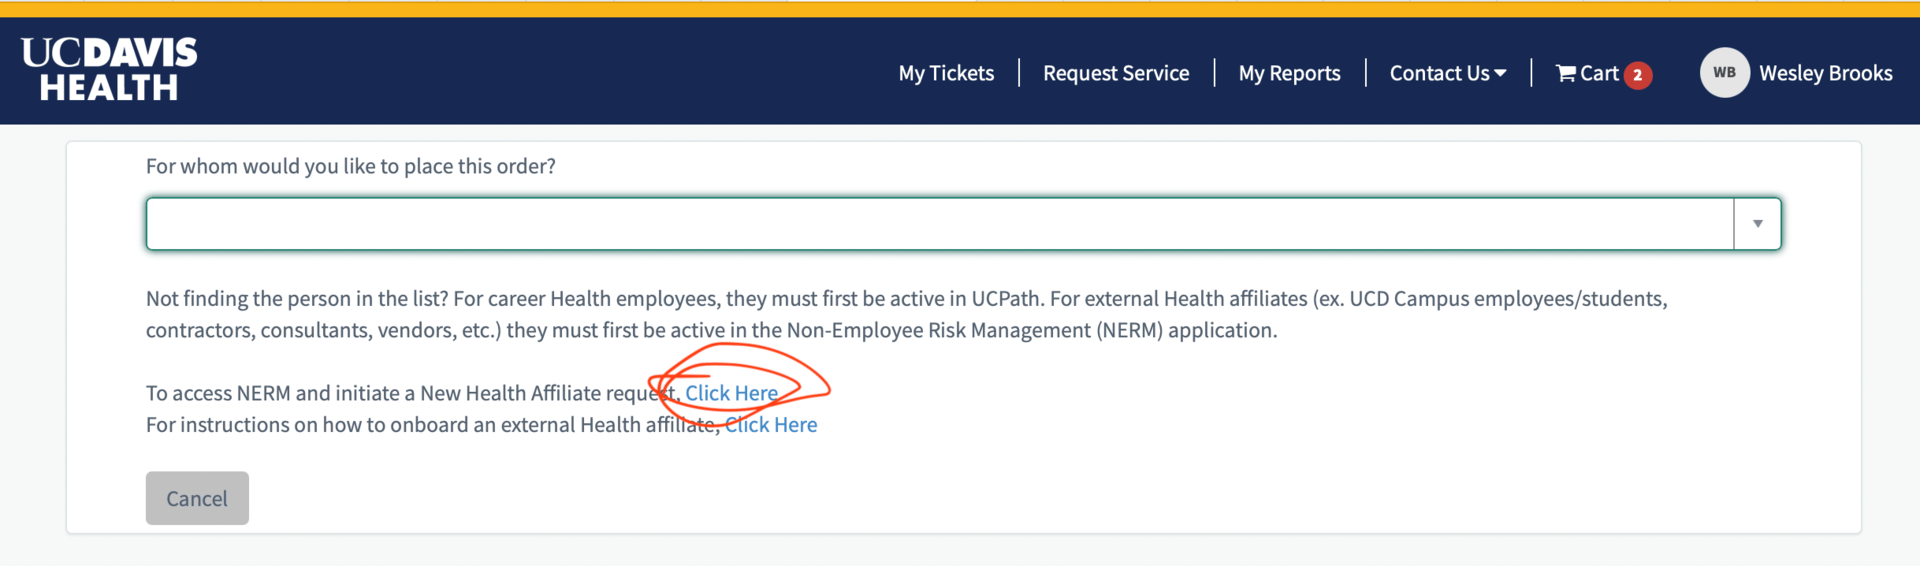 UCDAVIS
HEALTH
My Tickets
Request Service
My Reports
Contact Us
Cart 2
WB
Wesley Brooks
For whom would you like to place this order?
Not finding the person in the list? For career Health employees, they must first be active in UCPath. For external Health affiliates (ex. UCD Campus employees/students,
contractors, consultants, vendors, etc.) they must first be active in the Non-Employee Risk Management (NERM) application.
To access NERM and initiate a New Health Affiliate request, Click Here
For instructions on how to onboard an external Health affiliate, Click Here
Cancel